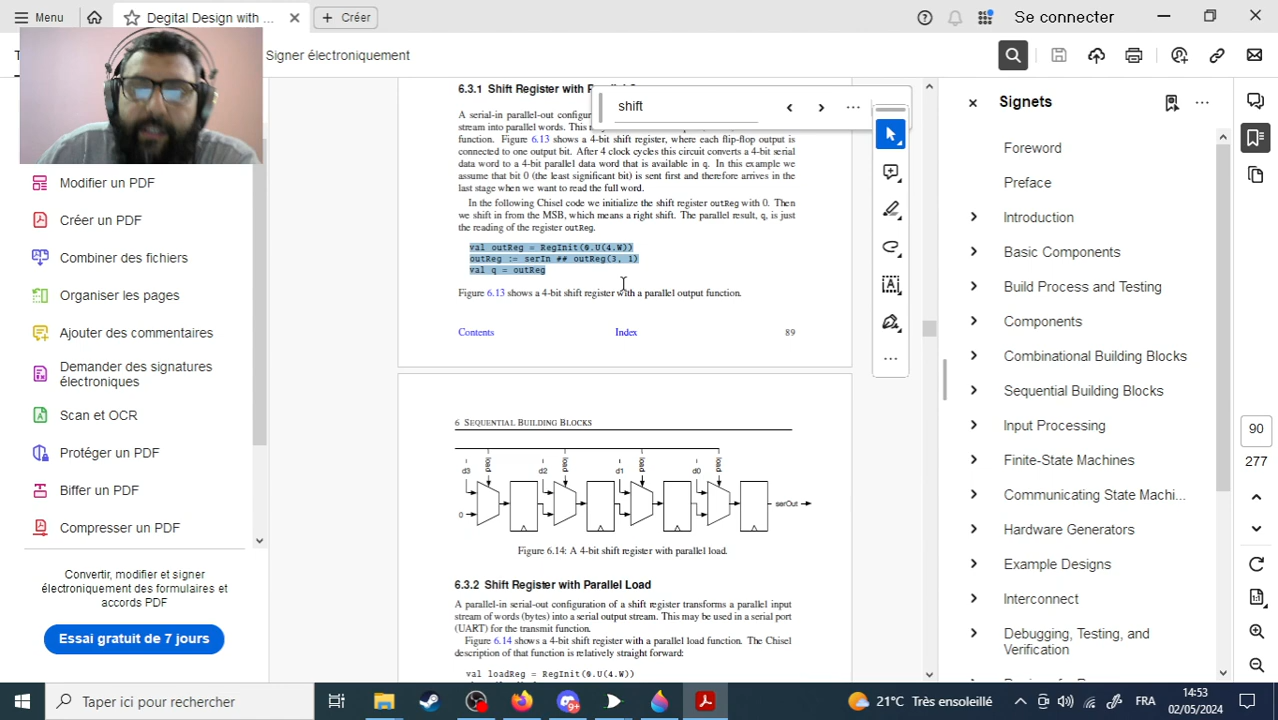 Menu
Degital Design with ...
Créer
Se connecter
Signer électroniquement
Modifier un PDF
Créer un PDF
Combiner des fichiers
Organiser les pages
Ajouter des commentaires
Demander des signatures
électroniques
Scan et OCR
Protéger un PDF
Biffer un PDF
Compresser un PDF
Convertir, modifier et signer
électroniquement des formulaires et
accords PDF
Essai gratuit de 7 jours
6.3.1 Shift Register with
shift
A serial-in parallel-out
stream into parallel words.
function. Figure 6.13 shows a 4-bit shift register, where each flip-flop output is
connected to one output bit. After 4 clock cycles this circuit converts a 4-bit serial
data word to a 4-bit parallel data word that is available in q. In this example we
assume that bit 0 (the least significant bit) is sent first and therefore arrives in the
last stage when we want to read the full word.
In the following Chisel code we initialize the shift register outReg with 0. Then
we shift in from the MSB, which means a right shift. The parallel result, q, is just
the reading of the register outReg.
val outReg = RegInit(0.U(4.W))
outReg := serIn ## outReg(3, 1)
val q = outReg
Figure 6.13 shows a 4-bit shift register with a parallel output function.
Contents Index 89
6 SEQUENTIAL BUILDING BLOCKS
d3 load d2 load d1 load d0 load
0 serOut
Figure 6.14: A 4-bit shift register with parallel load.
6.3.2 Shift Register with Parallel Load
A parallel-in serial-out configuration of a shift register transforms a parallel input
stream of words (bytes) into a serial output stream. This may be used in a serial port
(UART) for the transmit function.
Figure 6.14 shows a 4-bit shift register with a parallel load function. The Chisel
description of that function is relatively straight forward:
val loadReg = RegInit(0.U(4.W))
Signets
Foreword
Preface
Introduction
Basic Components
Build Process and Testing
Components
Combinational Building Blocks
Sequential Building Blocks
Input Processing
Finite-State Machines
Communicating State Machi...
Hardware Generators
Example Designs
Interconnect
Debugging, Testing, and
Verification
90
277
Taper ici pour rechercher
21°C Très ensoleillé
FRA
14:53
02/05/2024